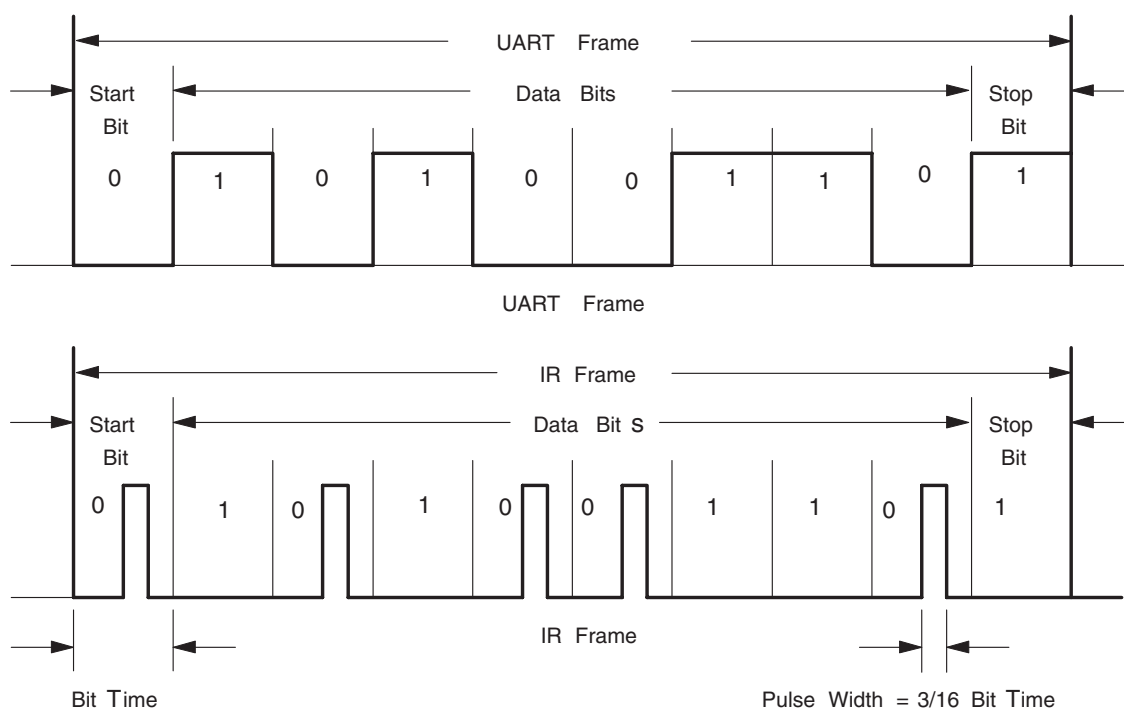 UART Frame
Start Bit
Data Bits
Stop Bit
0 1 0 1 0 0 1 1 0 1
UART Frame
IR Frame
Start Bit
Data Bit s
Stop Bit
0 1 0 1 0 0 1 1 0 1
IR Frame
Bit Time
Pulse Width = 3/16 Bit Time